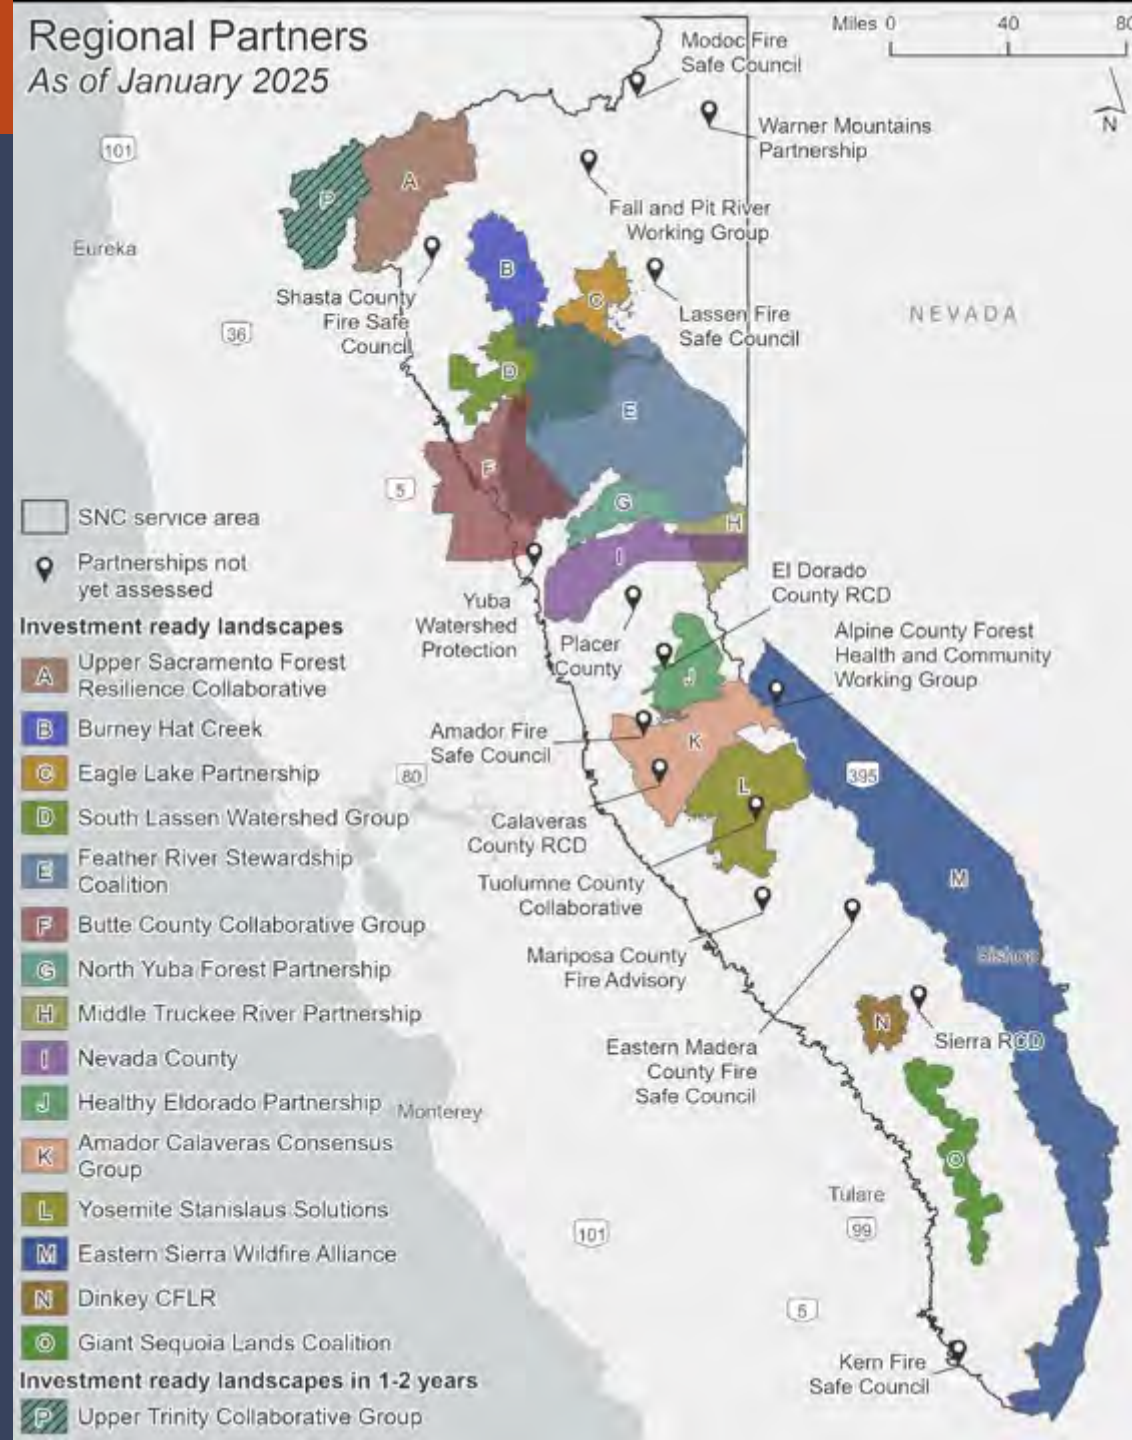 Regional Partners
As of January 2025
Miles 0 40 80
N
Modoc Fire
Safe Council
Warner Mountains
Partnership
101
P
A
Fall and Pit River
Working Group
Eureka
B
C
Shasta County
Fire Safe
Council
Lassen Fire
Safe Council
NEVADA
36
D
E
F
5
G
H
I
SNC service area
Partnerships not
yet assessed
Yuba
Watershed
Protection
Placer
County
El Dorado
County RCD
Alpine County Forest
Health and Community
Working Group
J
Amador Fire
Safe Council
K
80
395
L
Calaveras
County RCD
Tuolumne County
Collaborative
M
Mariposa County
Fire Advisory
Bishop
N
Sierra RCD
Eastern Madera
County Fire
Safe Council
Monterey
O
Tulare
99
101
5
Kern Fire
Safe Council
Investment ready landscapes
A Upper Sacramento Forest
Resilience Collaborative
B Burney Hat Creek
C Eagle Lake Partnership
D South Lassen Watershed Group
E Feather River Stewardship
Coalition
F Butte County Collaborative Group
G North Yuba Forest Partnership
H Middle Truckee River Partnership
I Nevada County
J Healthy Eldorado Partnership
K Amador Calaveras Consensus
Group
L Yosemite Stanislaus Solutions
M Eastern Sierra Wildfire Alliance
N Dinkey CFLR
O Giant Sequoia Lands Coalition
Investment ready landscapes in 1-2 years
P Upper Trinity Collaborative Group